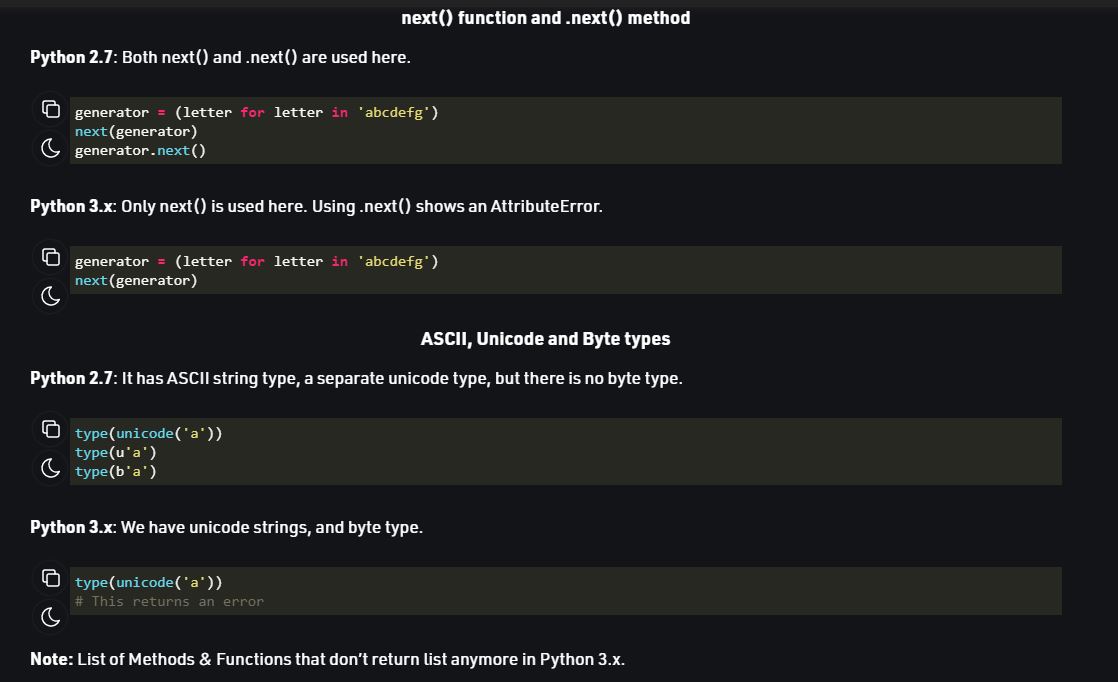 next() function and .next() method
Python 2.7: Both next() and .next() are used here.
generator = (letter for letter in 'abcdefg')
next(generator)
generator.next()
Python 3.x: Only next() is used here. Using .next() shows an AttributeError.
generator = (letter for letter in 'abcdefg')
next(generator)
ASCII, Unicode and Byte types
Python 2.7: It has ASCII string type, a separate unicode type, but there is no byte type.
type(unicode('a'))
type(u'a')
type(b'a')
Python 3.x: We have unicode strings, and byte type.
type(unicode('a'))
# This returns an error
Note: List of Methods & Functions that don’t return list anymore in Python 3.x.